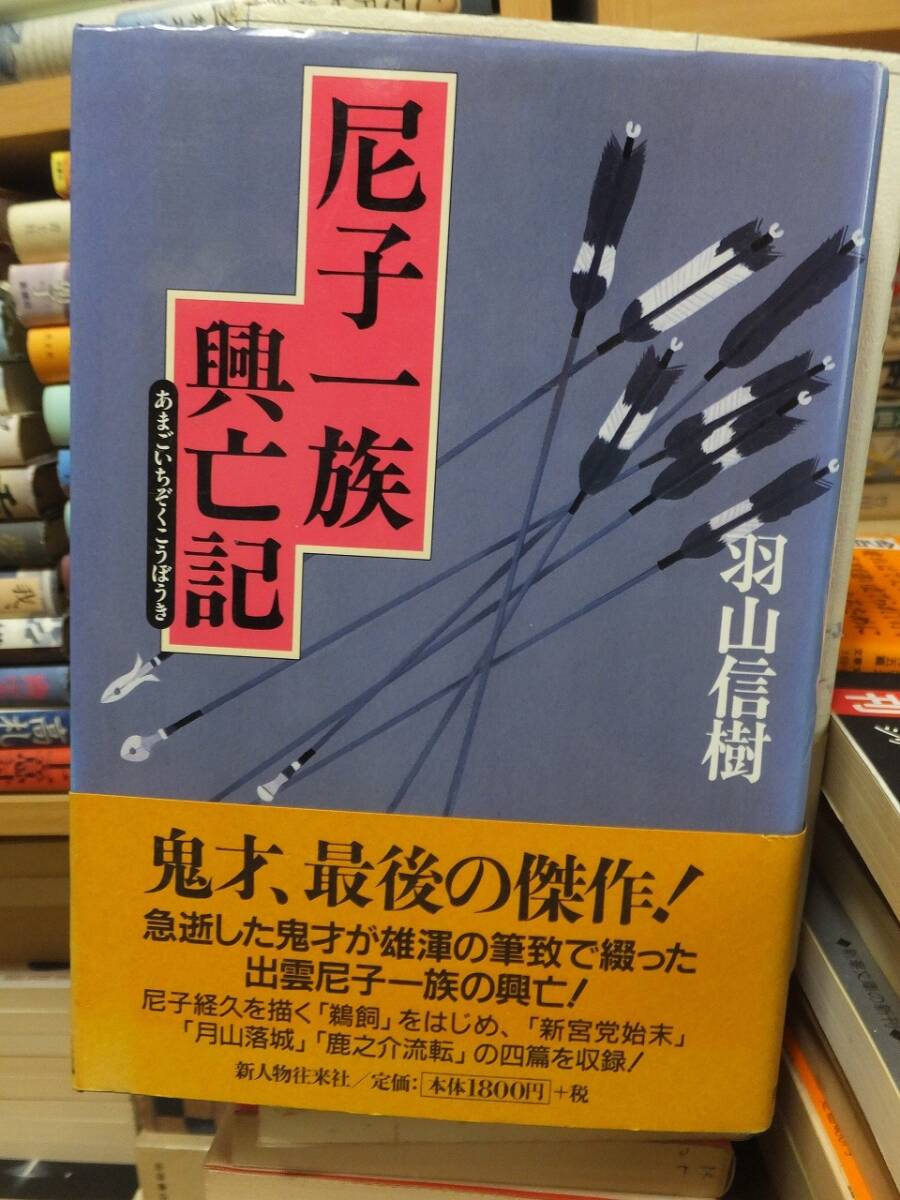 尼子一族
興亡記
あまごいちぞくこうぼうき
羽山信樹
鬼才、最後の傑作!
急逝した鬼才が雄渾の筆致で綴った
出雲尼子一族の興亡!
尼子経久を描く「鵜飼」をはじめ、「新宮党始末」
「月山落城」「鹿之介流転」の四篇を収録!
新人物往来社/定価:本体1800円+税
高札
刊